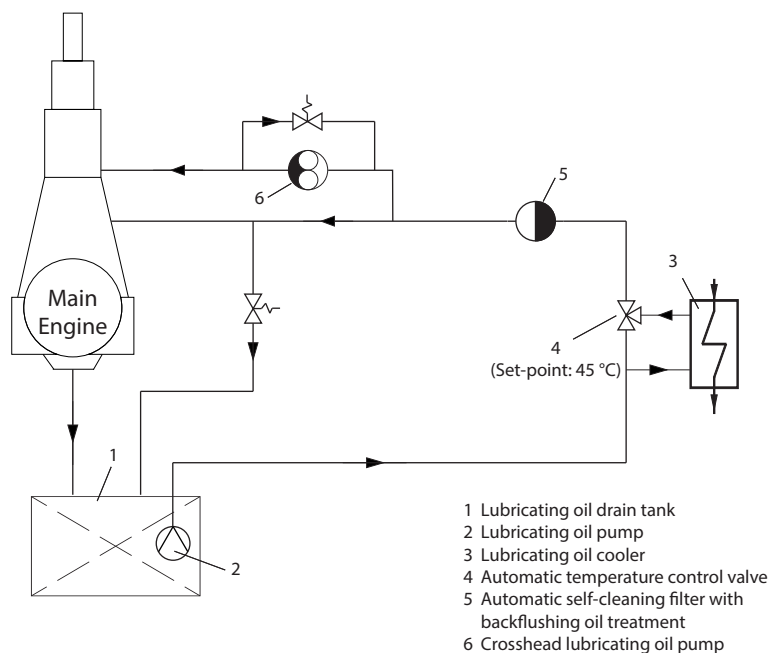 6
5
3
Main
Engine
4
(Set-point: 45 °C)
1
2
1 Lubricating oil drain tank
2 Lubricating oil pump
3 Lubricating oil cooler
4 Automatic temperature control valve
5 Automatic self-cleaning filter with
backflushing oil treatment
6 Crosshead lubricating oil pump